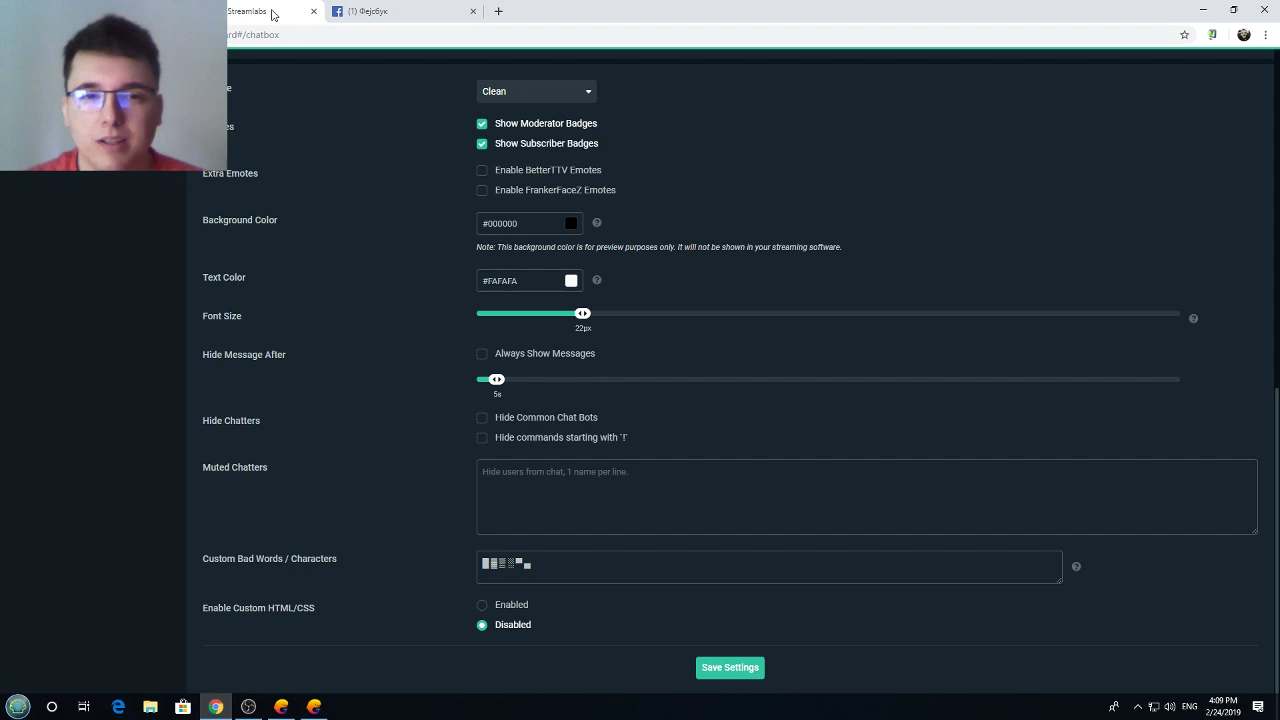 Streamlabs
(1) Фејсбук
ard#/chatbox
e
Clean
es
Show Moderator Badges
Show Subscriber Badges
Extra Emotes
Enable BetterTTV Emotes
Enable FrankerFaceZ Emotes
Background Color
#000000
Note: This background color is for preview purposes only. It will not be shown in your streaming software.
Text Color
#FAFAFA
Font Size
22px
Hide Message After
Always Show Messages
5s
Hide Chatters
Hide Common Chat Bots
Hide commands starting with `!`
Muted Chatters
Hide users from chat, 1 name per line.
Custom Bad Words / Characters
█▓▒░▀▄
Enable Custom HTML/CSS
Enabled
Disabled
Save Settings
ENG
4:09 PM
2/24/2019